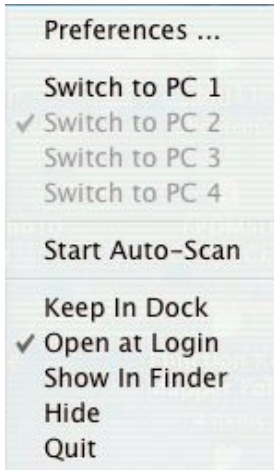 Preferences ...
Switch to PC 1
✓ Switch to PC 2
Switch to PC 3
Switch to PC 4
Start Auto-Scan
Keep In Dock
✓ Open at Login
Show In Finder
Hide
Quit